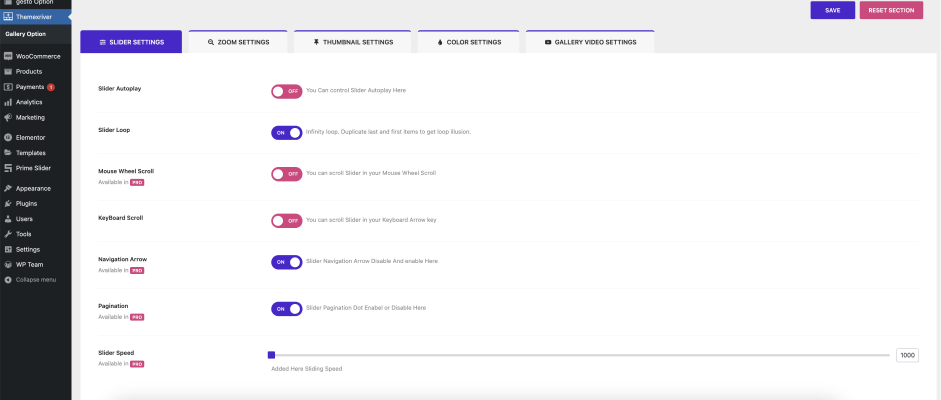 gesto Option
Themexriver
Gallery Option
WooCommerce
Products
Payments 1
Analytics
Marketing
Elementor
Templates
Prime Slider
Appearance
Plugins
Users
Tools
Settings
WP Team
Collapse menu
SAVE
RESET SECTION
SLIDER SETTINGS
ZOOM SETTINGS
THUMBNAIL SETTINGS
COLOR SETTINGS
GALLERY VIDEO SETTINGS
Slider Autoplay
OFF
You Can control Slider Autoplay Here
Slider Loop
ON
Infinity loop. Duplicate last and first items to get loop illusion.
Mouse Wheel Scroll
Available in PRO
OFF
You can scroll Slider in your Mouse Wheel Scroll
KeyBoard Scroll
OFF
You can scroll Slider in your Keyboard Arrow key
Navigation Arrow
Available in PRO
ON
Slider Navigation Arrow Disable And enable Here
Pagination
Available in PRO
ON
Slider Pagination Dot Enabel or Disable Here
Slider Speed
Available in PRO
1000
Added Here Sliding Speed